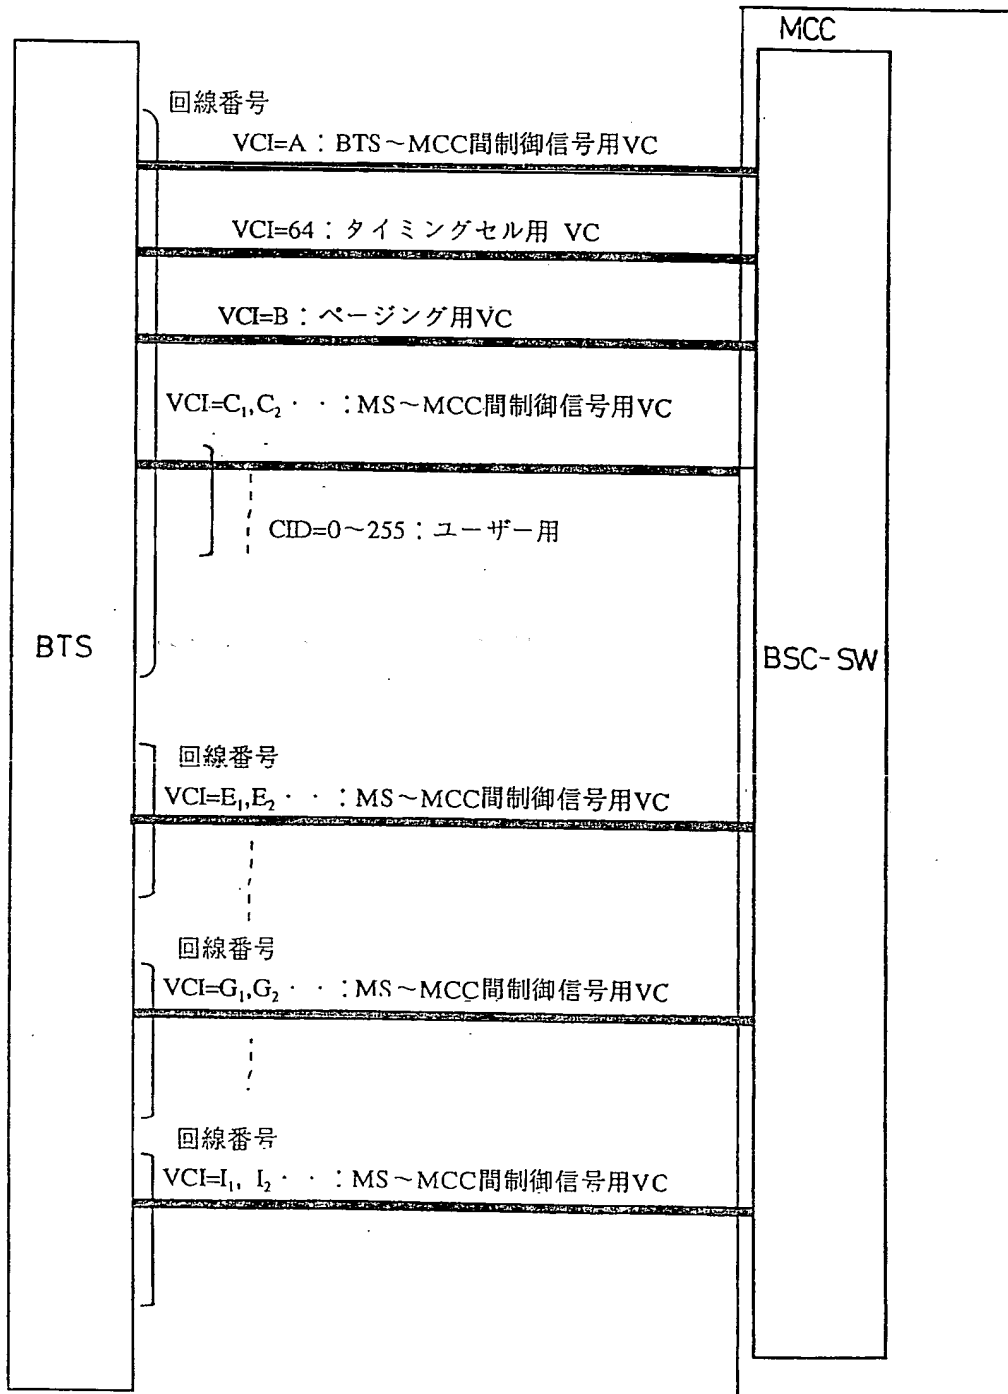 MCC
回線番号
VCI=A：BTS～MCC間制御信号用VC
VCI=64：タイミングセル用 VC
VCI=B：ページング用VC
VCI=C₁,C₂・・：MS～MCC間制御信号用VC
CID=0～255：ユーザー用
BTS
BSC-SW
回線番号
VCI=E₁,E₂・・：MS～MCC間制御信号用VC
回線番号
VCI=G₁,G₂・・：MS～MCC間制御信号用VC
回線番号
VCI=I₁, I₂・・：MS～MCC間制御信号用VC